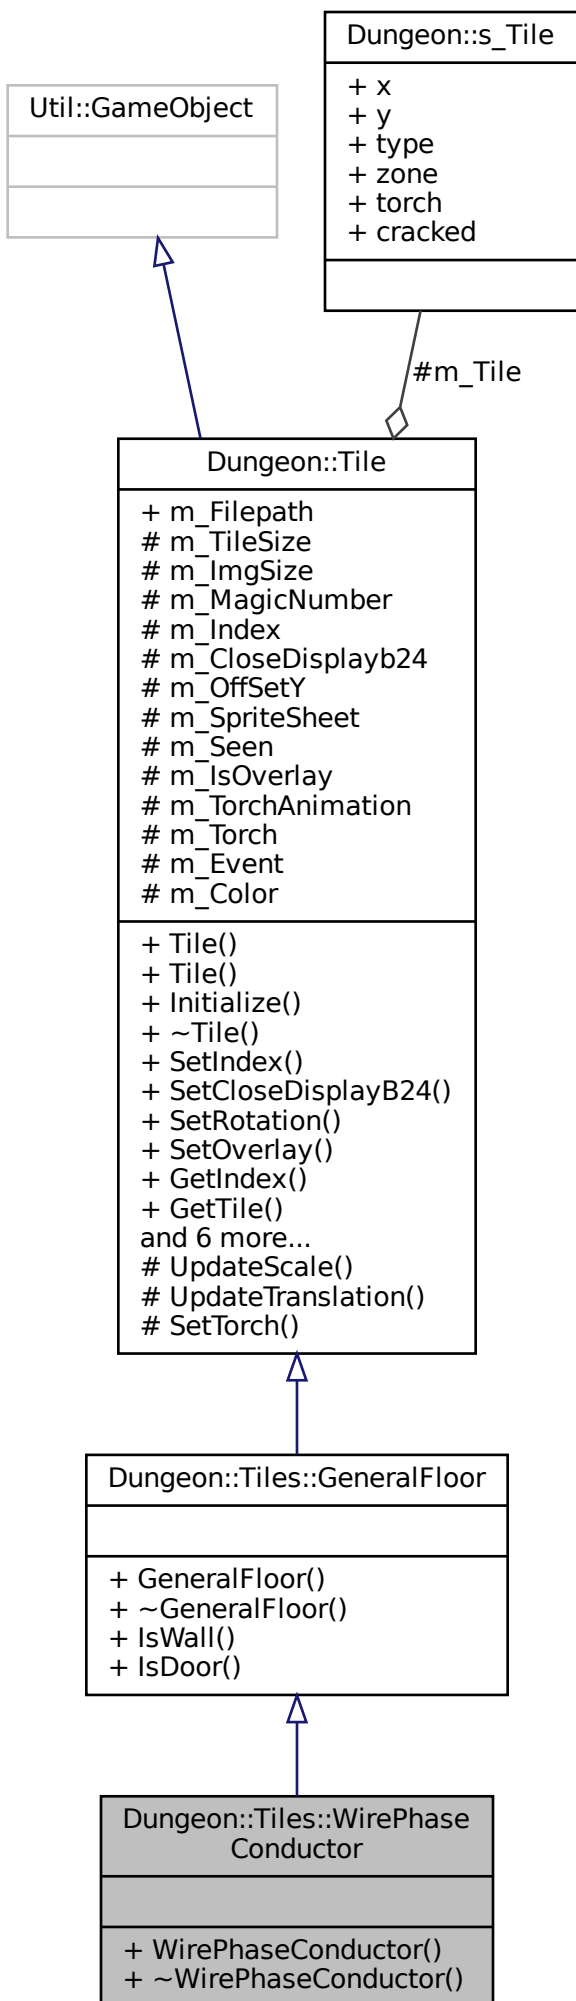 Dungeon::s_Tile
+ x
+ y
+ type
+ zone
+ torch
+ cracked
Util::GameObject
#m_Tile
Dungeon::Tile
+ m_Filepath
# m_TileSize
# m_ImgSize
# m_MagicNumber
# m_Index
# m_CloseDisplayb24
# m_OffSetY
# m_SpriteSheet
# m_Seen
# m_IsOverlay
# m_TorchAnimation
# m_Torch
# m_Event
# m_Color
+ Tile()
+ Tile()
+ Initialize()
+ ~Tile()
+ SetIndex()
+ SetCloseDisplayB24()
+ SetRotation()
+ SetOverlay()
+ GetIndex()
+ GetTile()
and 6 more...
# UpdateScale()
# UpdateTranslation()
# SetTorch()
Dungeon::Tiles::GeneralFloor
+ GeneralFloor()
+ ~GeneralFloor()
+ IsWall()
+ IsDoor()
Dungeon::Tiles::WirePhase
Conductor
+ WirePhaseConductor()
+ ~WirePhaseConductor()